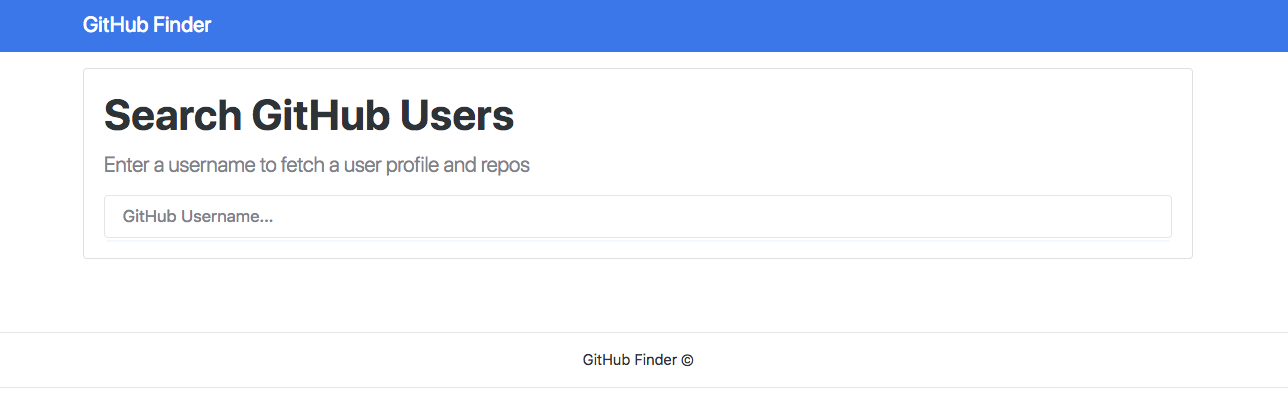 GitHub Finder
Search GitHub Users
Enter a username to fetch a user profile and repos
GitHub Username...
GitHub Finder ©